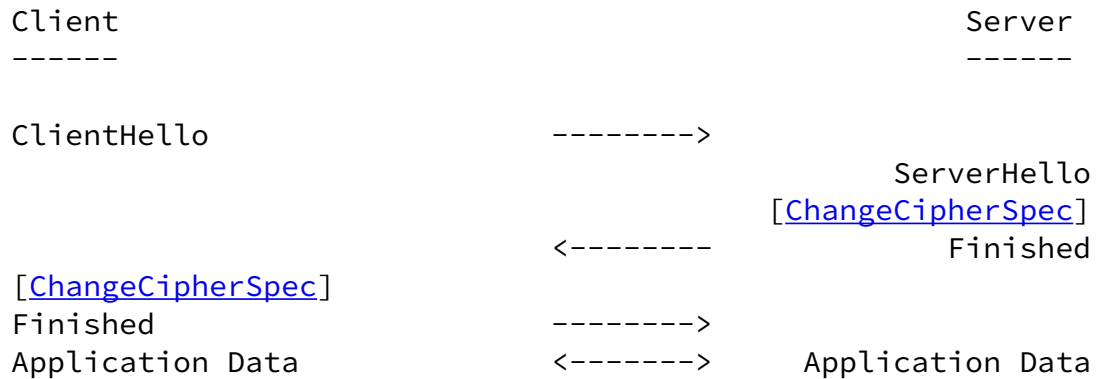 Client                                                Server
------                                                ------
ClientHello                   -------->
                                                  ServerHello
                                           [ChangeCipherSpec]
                              <--------              Finished
[ChangeCipherSpec]
Finished                      -------->
Application Data              <------->      Application Data